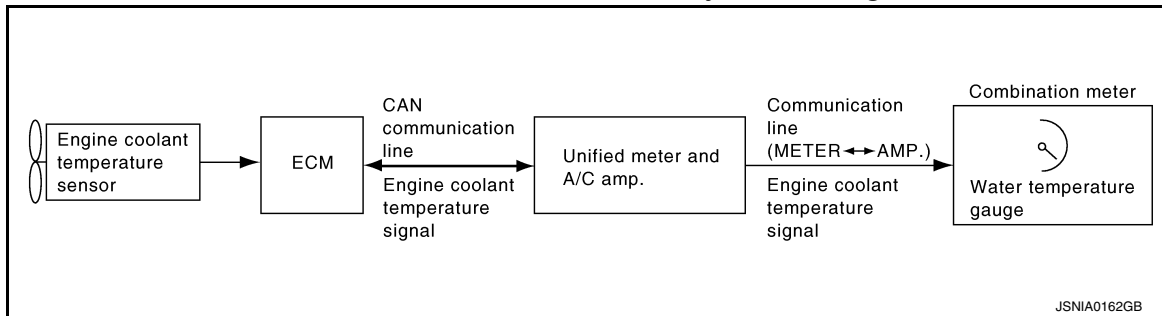 Engine coolant
temperature
sensor
ECM
CAN
communication
line
Engine coolant
temperature
signal
Unified meter and
A/C amp.
Communication
line
(METER↔AMP.)
Engine coolant
temperature
signal
Combination meter
Water temperature
gauge
JSNIA0162GB